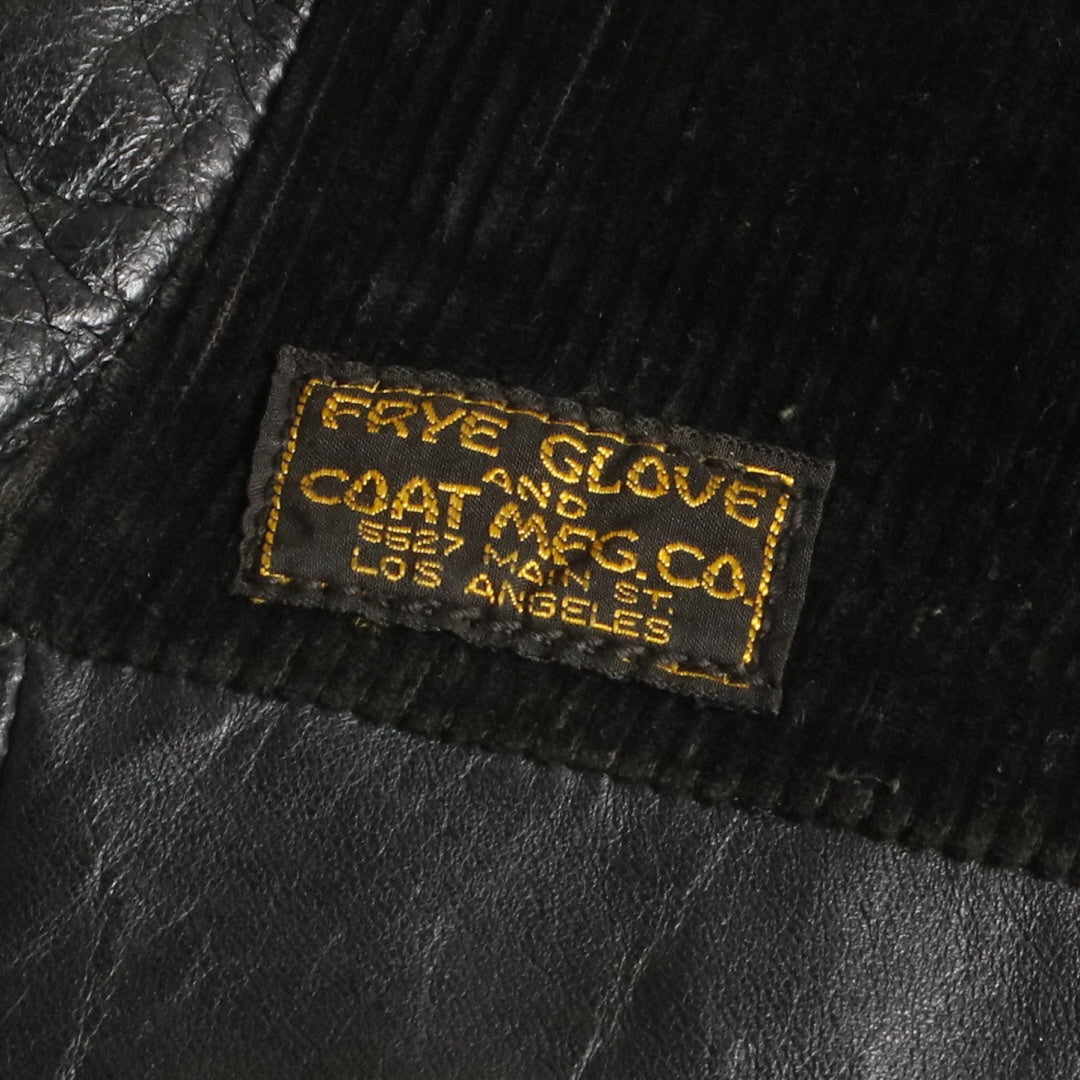 FRYE GLOVE
AND
COAT MFG. CO.
5527 MAIN ST.
LOS ANGELES